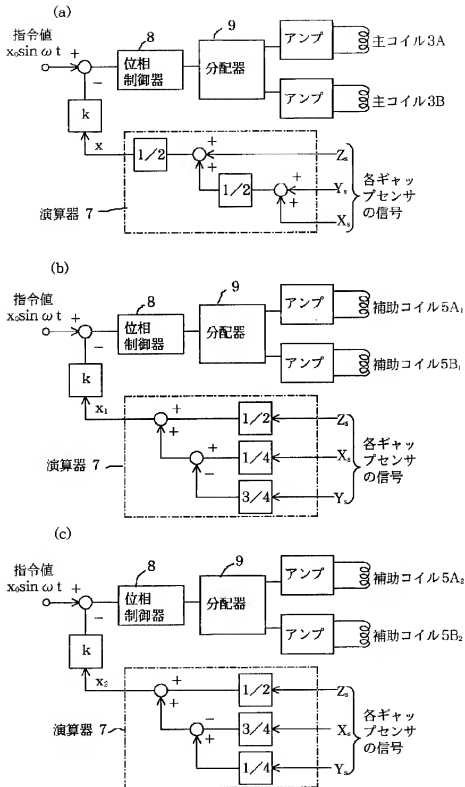 (a)
指令値
x₀sin ω t
+
−
8
位相
制御器
9
分配器
アンプ
主コイル3A
アンプ
主コイル3B
k
x
1/2
+
+
1/2
+
+
Zs
Ys
Xs
各ギャッ
プセンサ
の信号
演算器 7
(b)
指令値
x₀sin ω t
+
−
8
位相
制御器
9
分配器
アンプ
補助コイル5A₁
アンプ
補助コイル5B₁
k
x₁
+
+
1/2
Zs
+
−
1/4
Xs
3/4
Ys
各ギャッ
プセンサ
の信号
演算器 7
(c)
指令値
x₀sin ω t
+
−
8
位相
制御器
9
分配器
アンプ
補助コイル5A₂
アンプ
補助コイル5B₂
k
x₂
+
+
1/2
Zs
−
+
3/4
Xs
1/4
Ys
各ギャッ
プセンサ
の信号
演算器 7